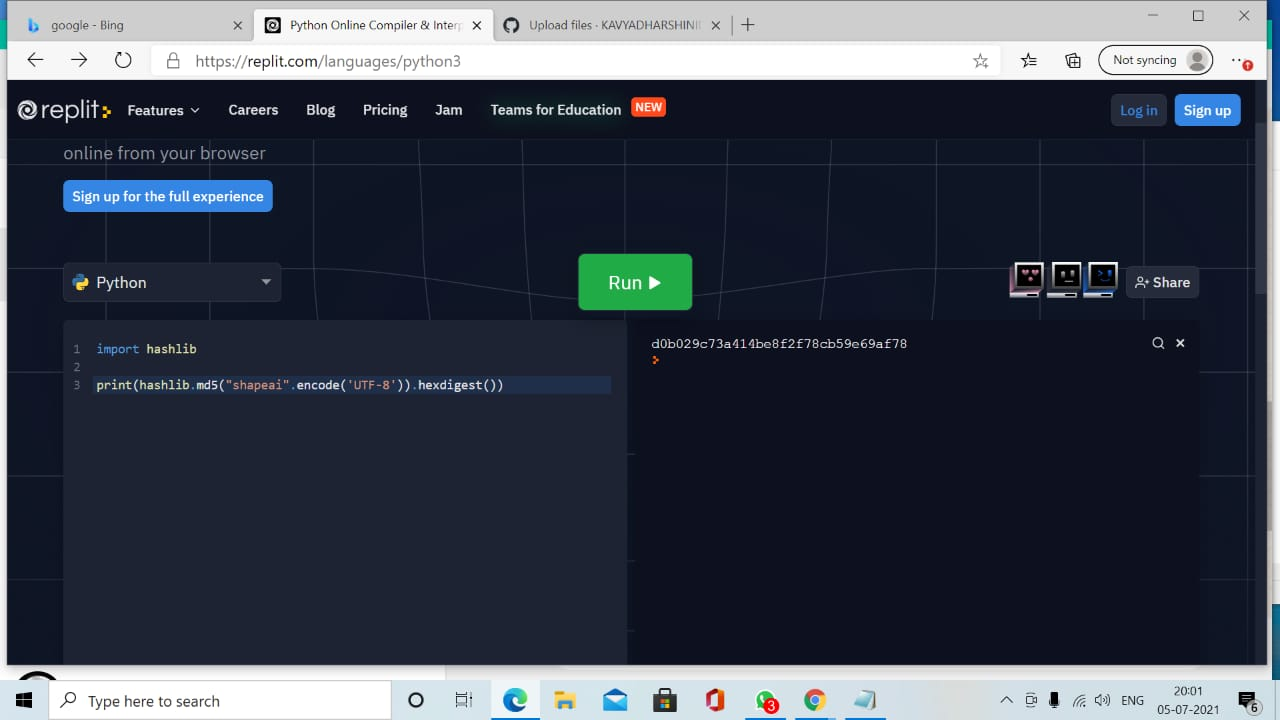 google - Bing
Python Online Compiler & Interp
Upload files · KAVYADHARSHINI
https://replit.com/languages/python3
Not syncing
replit
Features
Careers
Blog
Pricing
Jam
Teams for Education
NEW
Log in
Sign up
online from your browser
Sign up for the full experience
Python
Run
Share
1 import hashlib
2
3 print(hashlib.md5("shapeai".encode('UTF-8')).hexdigest())
d0b029c73a414be8f2f78cb59e69af78
Type here to search
3
ENG
20:01
05-07-2021
6